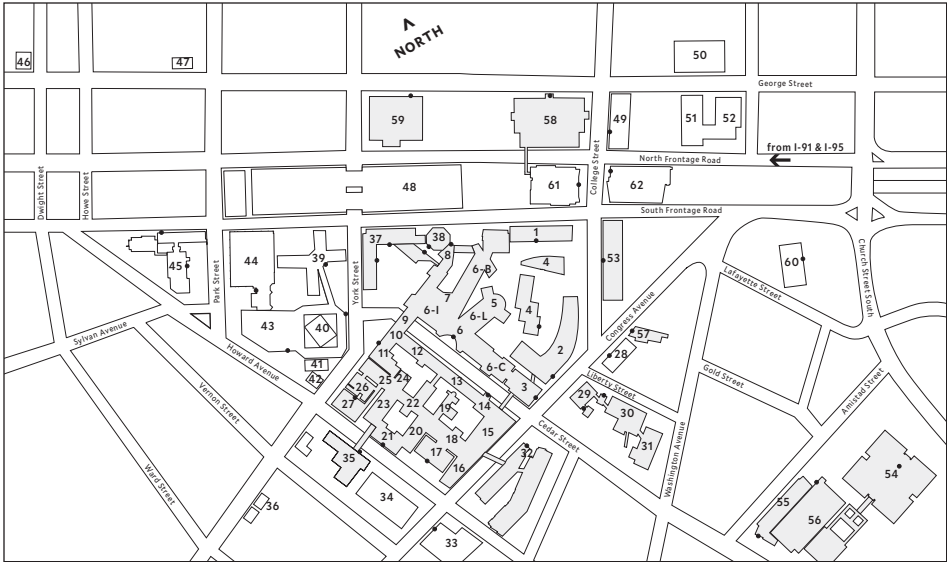 NORTH
46
47
50
George Street
59
58
49
51
52
from I-91 & I-95
North Frontage Road
College Street
Dwight Street
Howe Street
48
61
62
South Frontage Road
37
38
1
8
45
44
39
6-B
4
53
60
Park Street
York Street
Church Street South
Lafayette Street
7
5
6-I
6-L
4
43
40
9
6
Congress Avenue
57
Sylvan Avenue
10
2
28
41
11
12
6-C
42
Howard Avenue
25
24
13
3
Liberty Street
Gold Street
26
29
27
23
22
19
14
30
Amistad Street
Vernon Street
20
18
15
Cedar Street
31
21
17
32
Washington Avenue
35
16
54
Ward Street
34
36
55
56
33